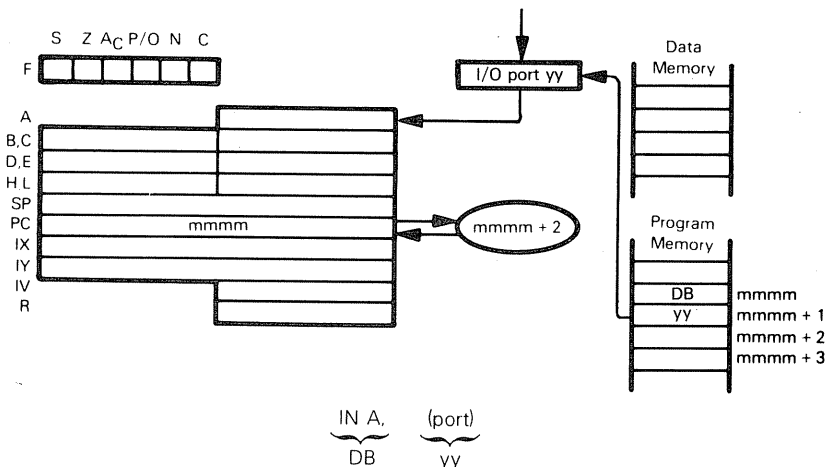 S Z AC P/O N C
F
A
B,C
D,E
H L
SP
PC mmmm
IX
IY
IV
R
mmmm + 2
I/O port yy
Data
Memory
Program
Memory
DB mmmm
yy mmmm + 1
mmmm + 2
mmmm + 3
IN A, (port)
DB yy